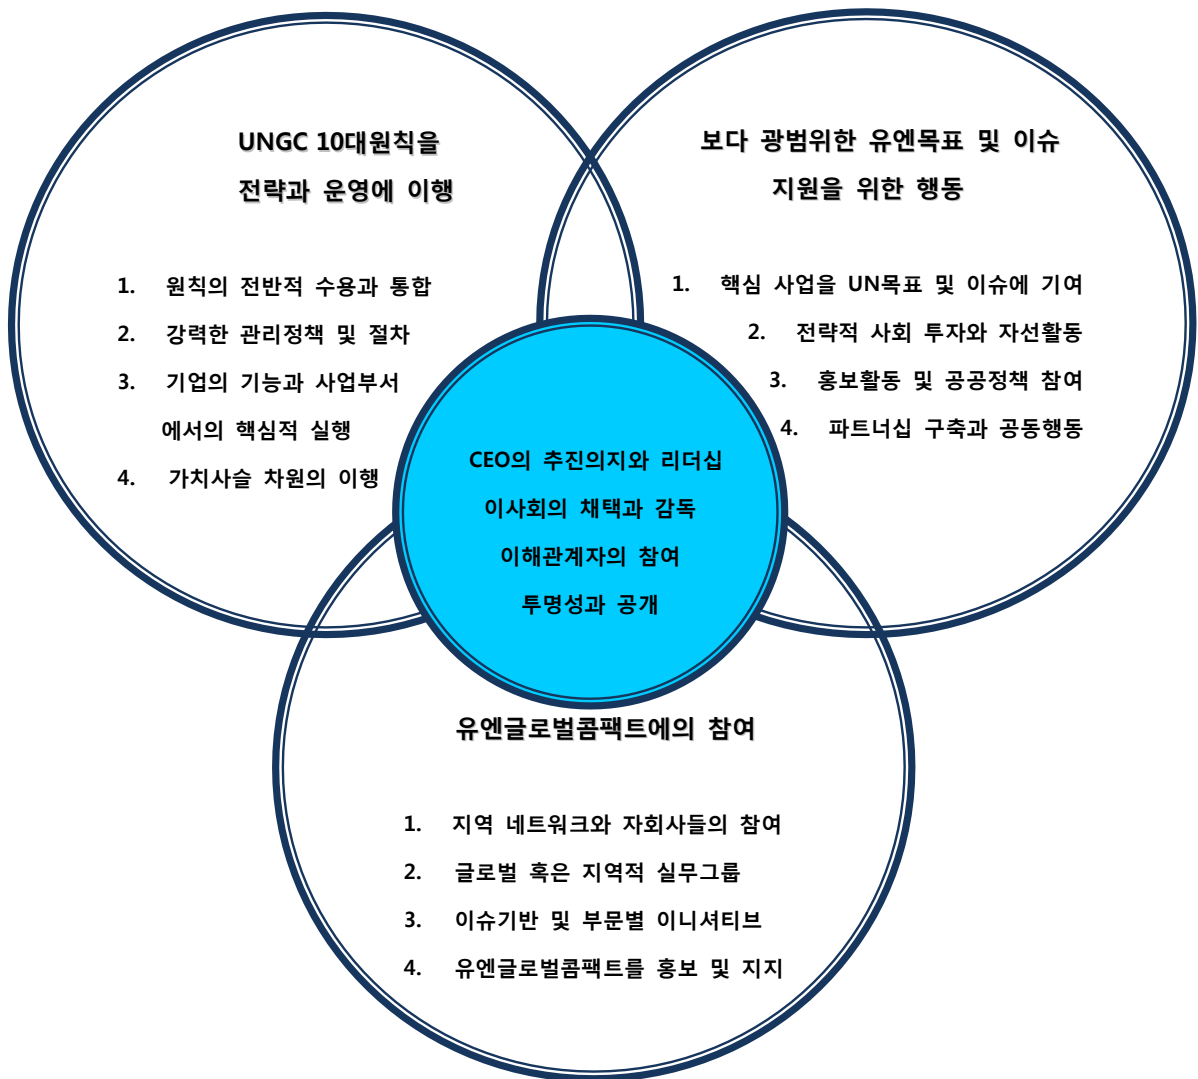 UNGC 10대원칙을
전략과 운영에 이행
1. 원칙의 전반적 수용과 통합
2. 강력한 관리정책 및 절차
3. 기업의 기능과 사업부서
에서의 핵심적 실행
4. 가치사슬 차원의 이행
보다 광범위한 유엔목표 및 이슈
지원을 위한 행동
1. 핵심 사업을 UN목표 및 이슈에 기여
2. 전략적 사회 투자와 자선활동
3. 홍보활동 및 공공정책 참여
4. 파트너십 구축과 공동행동
CEO의 추진의지와 리더십
이사회의 채택과 감독
이해관계자의 참여
투명성과 공개
유엔글로벌콤팩트에의 참여
1. 지역 네트워크와 자회사들의 참여
2. 글로벌 혹은 지역적 실무그룹
3. 이슈기반 및 부문별 이니셔티브
4. 유엔글로벌콤팩트를 홍보 및 지지